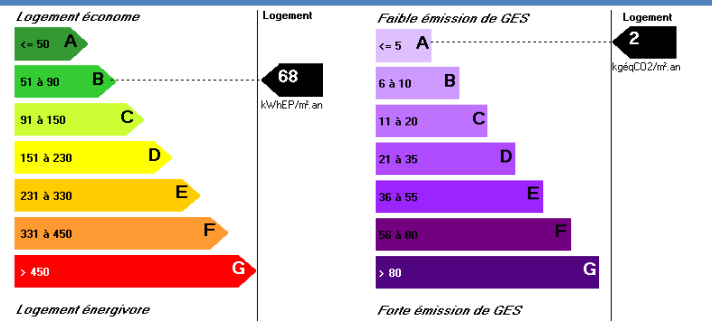 Logement économe
Logement
<= 50 A
51 à 90 B
68
kWhEP/m².an
91 à 150 C
151 à 230 D
231 à 330 E
331 à 450 F
> 450 G
Logement énergivore
Faible émission de GES
Logement
<= 5 A
2
kgéqCO2/m².an
6 à 10 B
11 à 20 C
21 à 35 D
36 à 55 E
56 à 80 F
> 80 G
Forte émission de GES